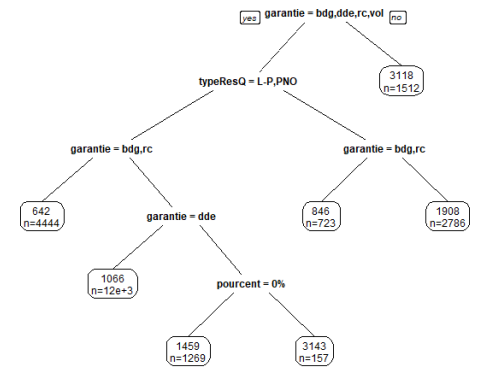 yes garantie = bdg,dde,rc,vol no
3118
n=1512
typeResQ = L-P,PNO
garantie = bdg,rc
garantie = bdg,rc
642
n=4444
846
n=723
1908
n=2786
garantie = dde
1066
n=12e+3
pourcent = 0%
1459
n=1269
3143
n=157